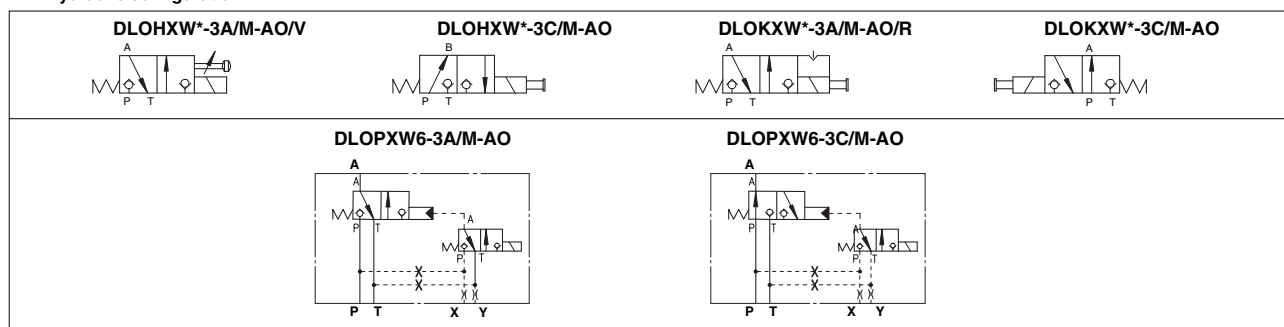 DLOHXW*-3A/M-AO/V DLOHXW*-3C/M-AO DLOKXW*-3A/M-AO/R DLOKXW*-3C/M-AO
A B A A
P T P T P T P T
DLOPXW6-3A/M-AO DLOPXW6-3C/M-AO
A A
A A
P T P T
A A
P T P T
P T X Y P T X Y